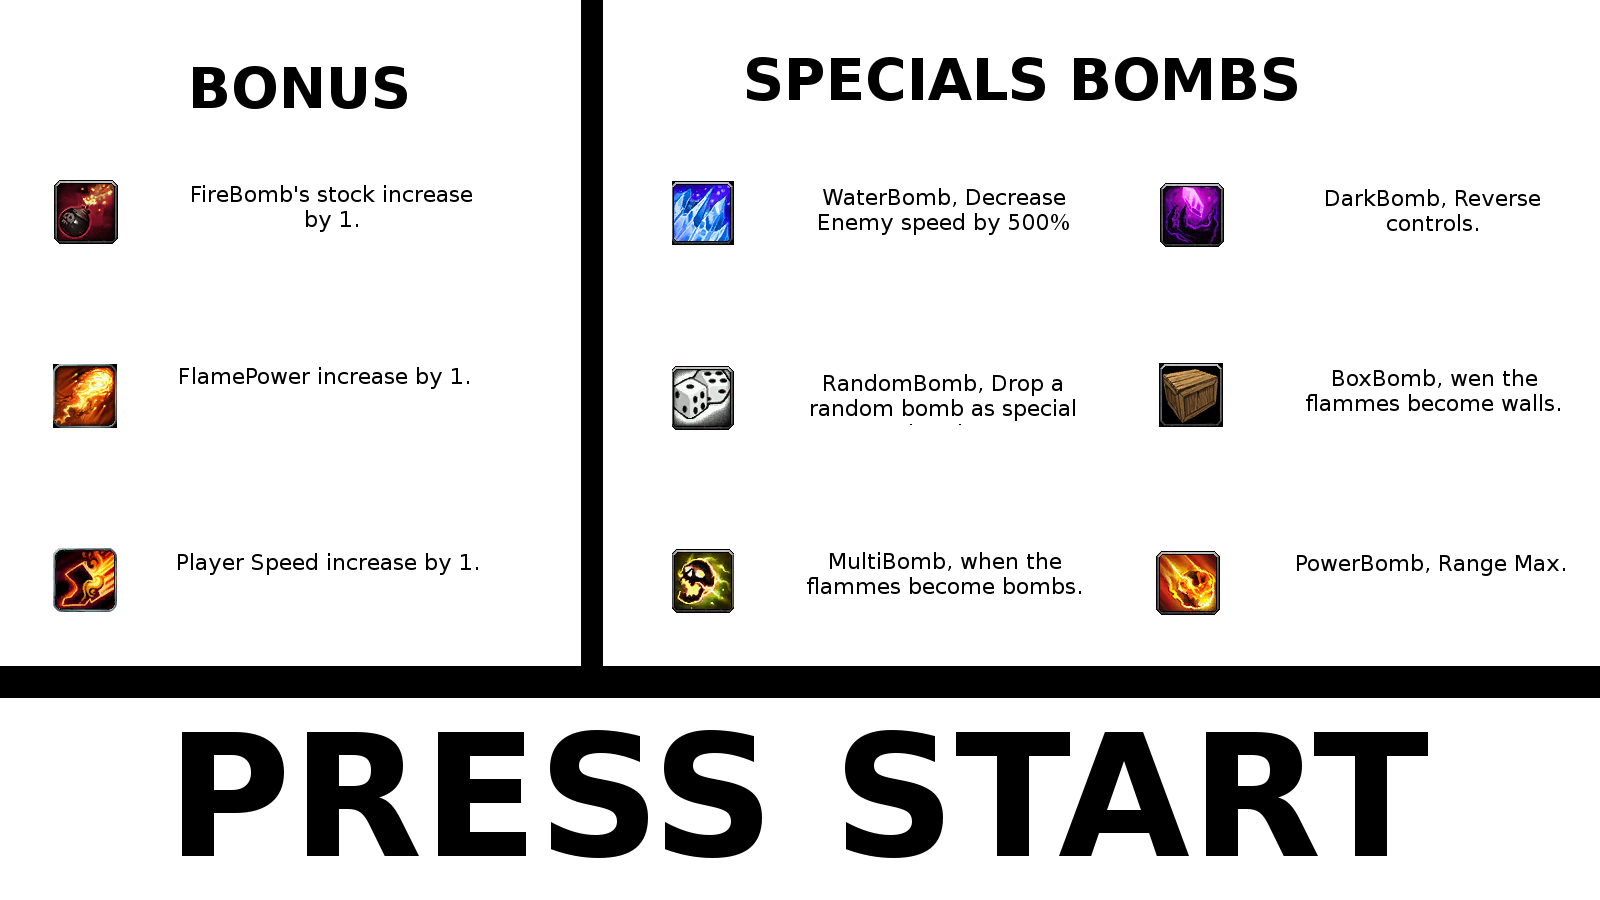 BONUS
FireBomb's stock increase
by 1.
FlamePower increase by 1.
Player Speed increase by 1.
SPECIALS BOMBS
WaterBomb, Decrease
Enemy speed by 500%
DarkBomb, Reverse
controls.
RandomBomb, Drop a
random bomb as special
BoxBomb, wen the
flammes become walls.
MultiBomb, when the
flammes become bombs.
PowerBomb, Range Max.
PRESS START